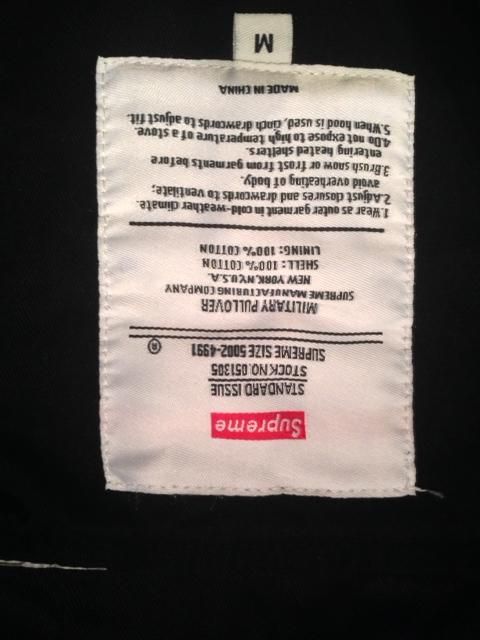 Supreme
STANDARD ISSUE
STOCK NO. 051305
SUPREME SIZE 5002-4991
®
MILITARY PULLOVER
SUPREME MANUFACTURING COMPANY
NEW YORK, NY, U.S.A.
SHELL: 100% COTTON
LINING: 100% COTTON
1.Wear as outer garment in cold-weather climate.
2.Adjust closures and drawcords to ventilate;
avoid overheating of body.
3.Brush snow or frost from garments before
entering heated shelters.
4.Do not expose to high temperature of a stove.
5.When hood is used, cinch drawcords to adjust fit.
MADE IN CHINA
M